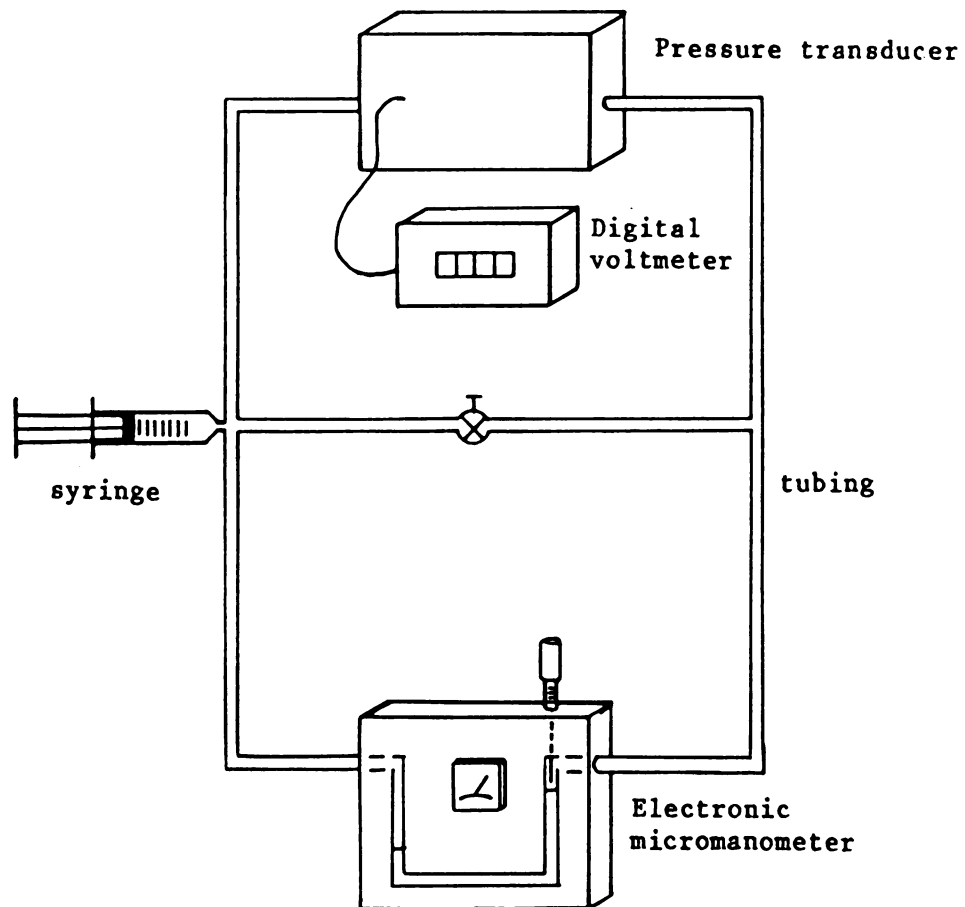 Pressure transducer
Digital
voltmeter
syringe
tubing
Electronic
micromanometer